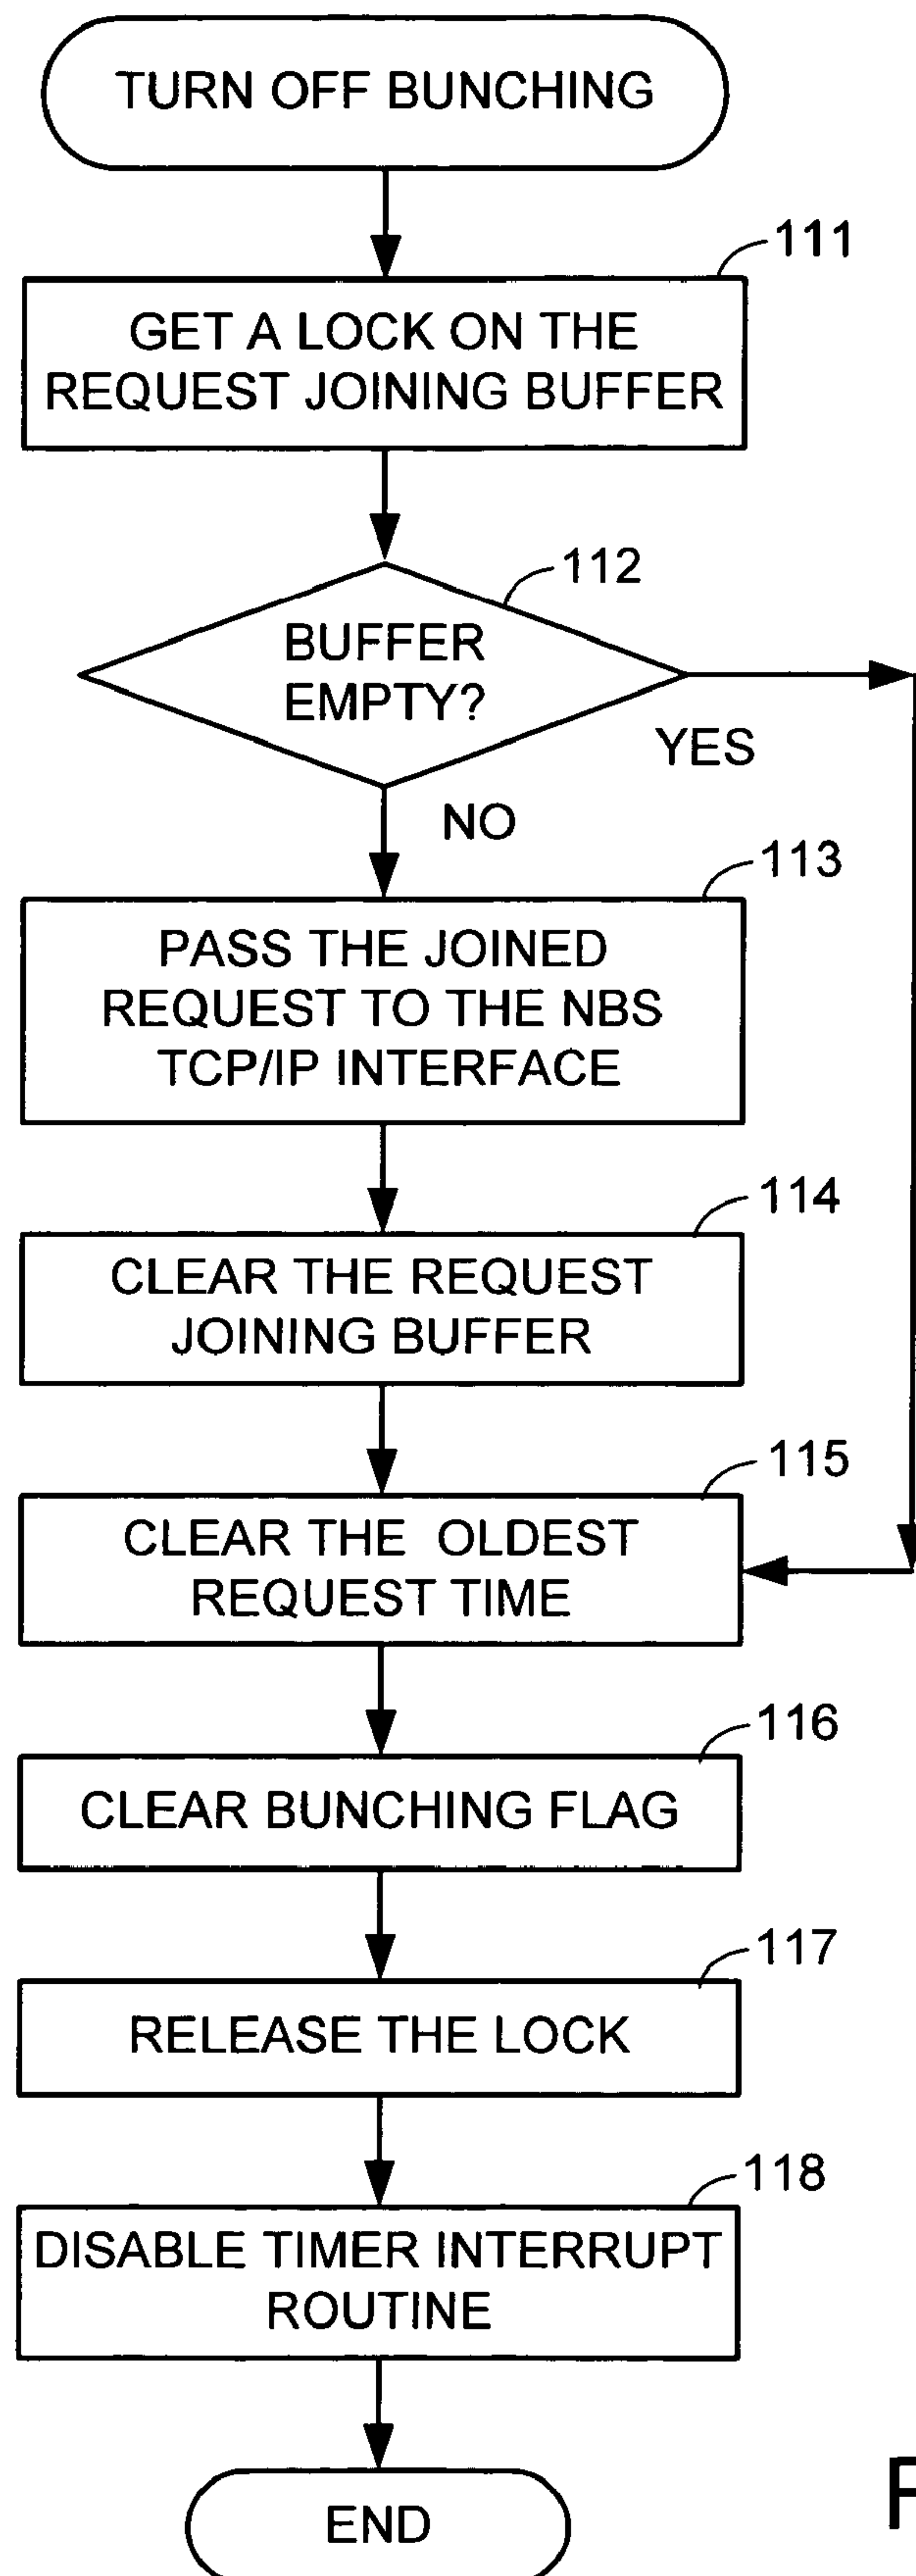 TURN OFF BUNCHING
111
GET A LOCK ON THE
REQUEST JOINING BUFFER
112
BUFFER
EMPTY?
YES
NO
113
PASS THE JOINED
REQUEST TO THE NBS
TCP/IP INTERFACE
114
CLEAR THE REQUEST
JOINING BUFFER
115
CLEAR THE OLDEST
REQUEST TIME
116
CLEAR BUNCHING FLAG
117
RELEASE THE LOCK
118
DISABLE TIMER INTERRUPT
ROUTINE
END